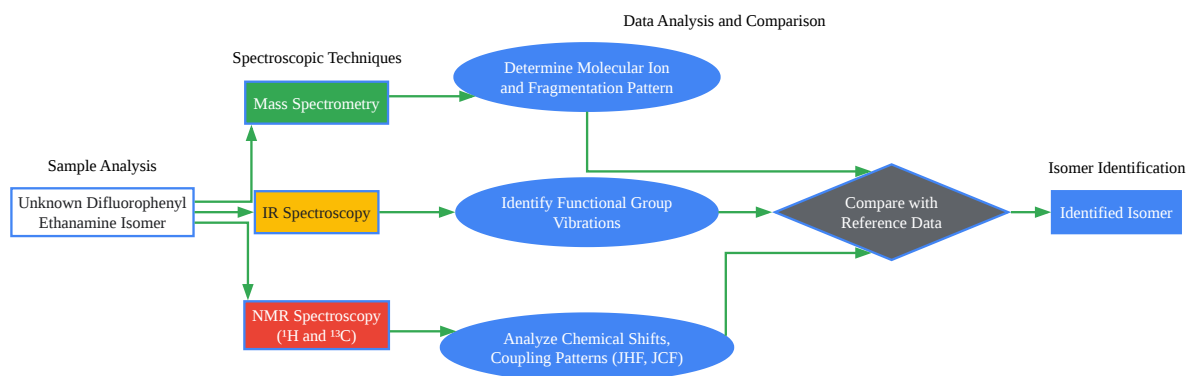 Data Analysis and Comparison
Spectroscopic Techniques
Determine Molecular Ion
and Fragmentation Pattern
Mass Spectrometry
Sample Analysis
Isomer Identification
Unknown Difluorophenyl
Ethanamine Isomer
IR Spectroscopy
Identify Functional Group
Vibrations
Compare with
Reference Data
Identified Isomer
NMR Spectroscopy
(¹H and ¹³C)
Analyze Chemical Shifts,
Coupling Patterns (JHF, JCF)